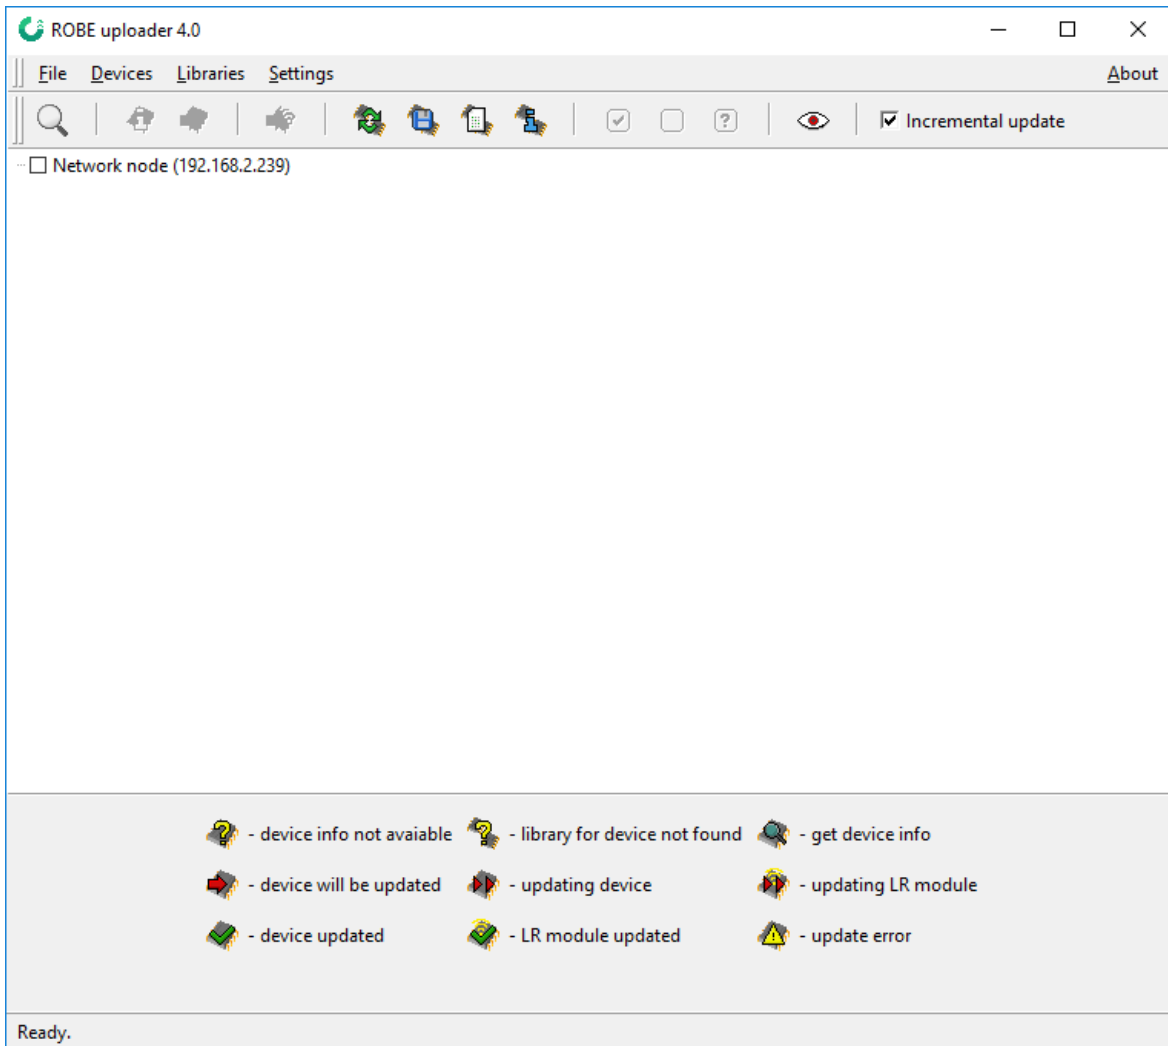 ROBE uploader 4.0
File Devices Libraries Settings About
Incremental update
Network node (192.168.2.239)
- device info not avaiable - library for device not found - get device info
- device will be updated - updating device - updating LR module
- device updated - LR module updated - update error
Ready.